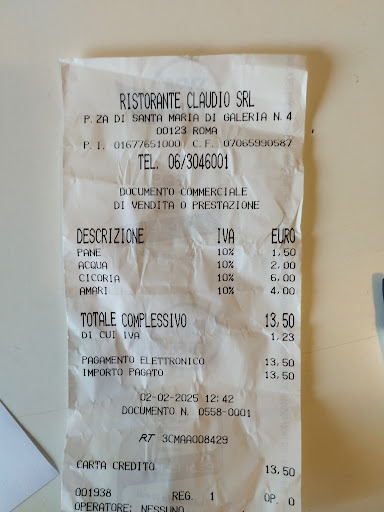 RISTORANTE CLAUDIO SRL
P.ZA DI SANTA MARIA DI GALERIA N.4
00123 ROMA
P.I. 01677651000 C.F. 07065990587
TEL. 06/3046001
DOCUMENTO COMMERCIALE
DI VENDITA O PRESTAZIONE
DESCRIZIONE IVA EURO
PANE 10% 1,50
ACQUA 10% 2,00
CICORIA 10% 6,00
AMARI 10% 4,00
TOTALE COMPLESSIVO 13,50
DI CUI IVA 1,23
PAGAMENTO ELETTRONICO 13,50
IMPORTO PAGATO 13,50
02-02-2025 12:42
DOCUMENTO N. 0558-0001
RT 3CMAA008429
CARTA CREDITO 13,50
001938 REG. 1 OP. 0
OPERATORE: NESSUNO